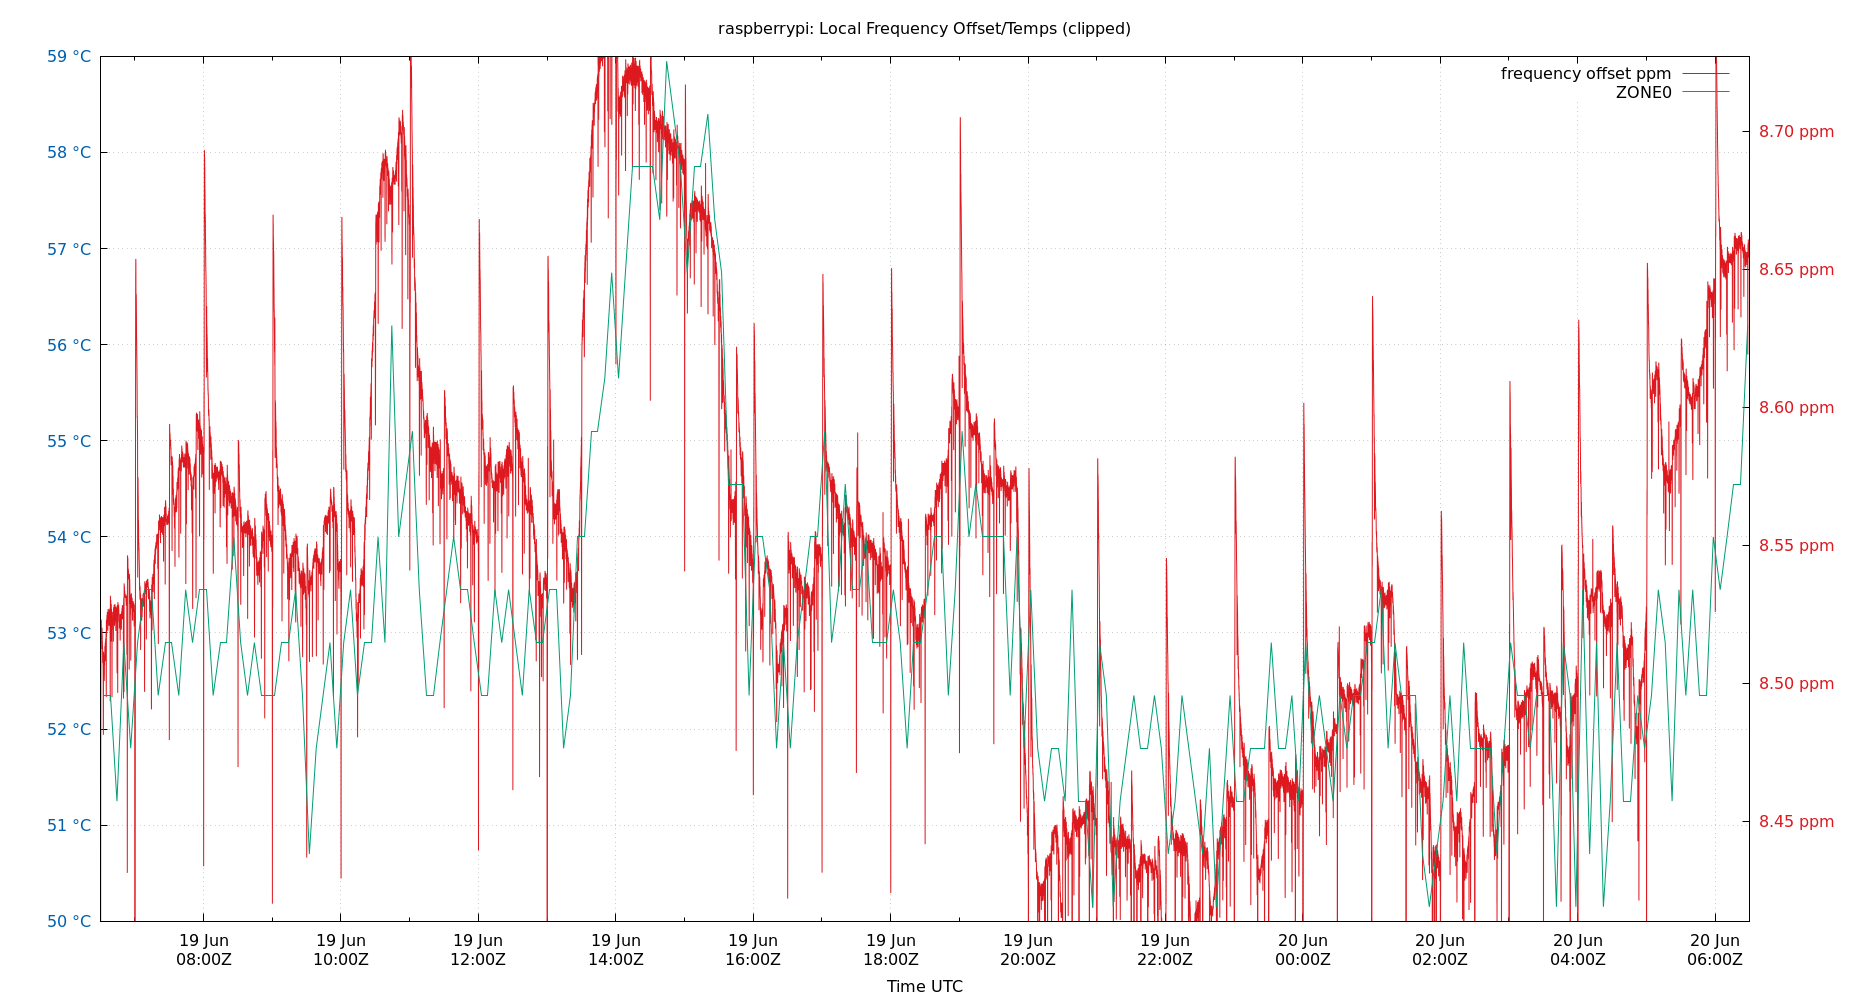 raspberrypi: Local Frequency Offset/Temps (clipped)
59 °C
58 °C
57 °C
56 °C
55 °C
54 °C
53 °C
52 °C
51 °C
50 °C
frequency offset ppm
ZONE0
8.70 ppm
8.65 ppm
8.60 ppm
8.55 ppm
8.50 ppm
8.45 ppm
19 Jun
08:00Z
19 Jun
10:00Z
19 Jun
12:00Z
19 Jun
14:00Z
19 Jun
16:00Z
19 Jun
18:00Z
19 Jun
20:00Z
19 Jun
22:00Z
20 Jun
00:00Z
20 Jun
02:00Z
20 Jun
04:00Z
20 Jun
06:00Z
Time UTC